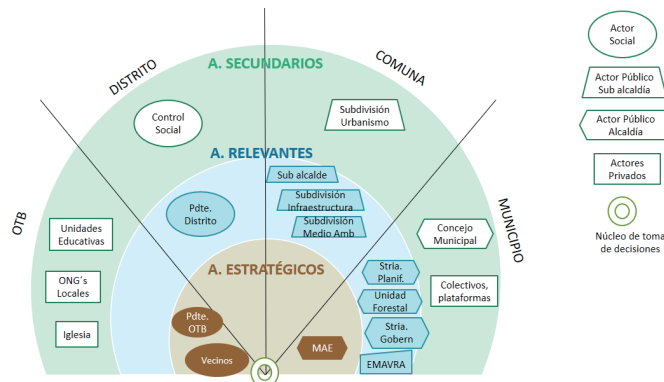 DISTRITO
COMUNA
OTB
MUNICIPIO
A. SECUNDARIOS
Control
Social
Subdivisión
Urbanismo
A. RELEVANTES
Sub alcalde
Subdivisión
Infraestructura
Subdivisión
Medio Amb
Pdte.
Distrito
Unidades
Educativas
ONG´s
Locales
Iglesia
Concejo
Municipal
Colectivos,
plataformas
A. ESTRATÉGICOS
Stria.
Planif.
Unidad
Forestal
Stria.
Gobern
EMAVRA
Pdte.
OTB
Vecinos
MAE
Actor
Social
Actor Público
Sub alcaldía
Actor Público
Alcaldía
Actores
Privados
Núcleo de toma
de decisiones